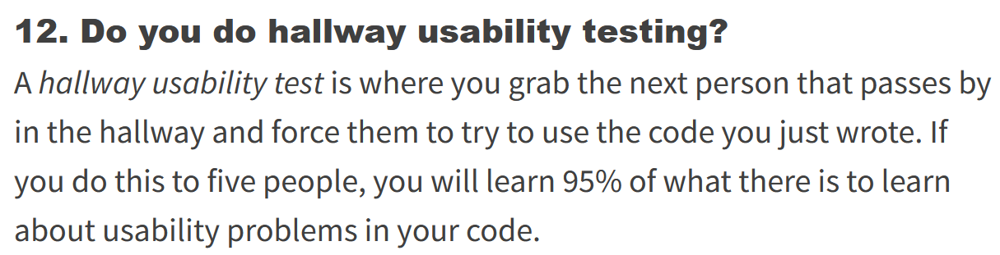 12. Do you do hallway usability testing?
A hallway usability test is where you grab the next person that passes by
in the hallway and force them to try to use the code you just wrote. If
you do this to five people, you will learn 95% of what there is to learn
about usability problems in your code.